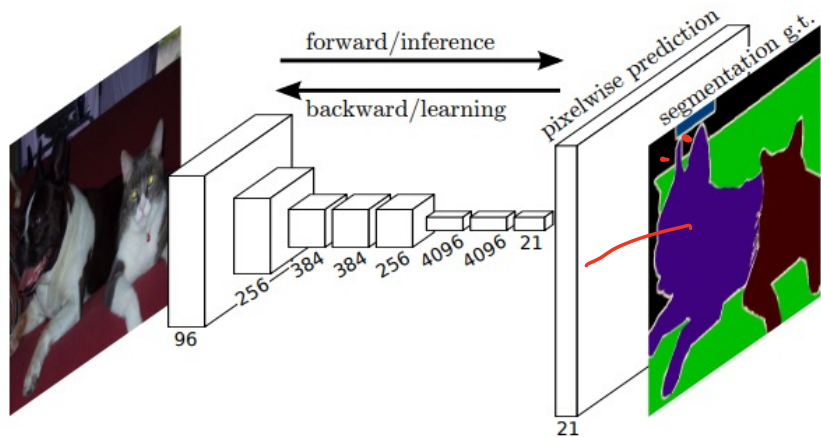 forward/inference
backward/learning
pixelwise prediction
segmentation g.t.
96
256
384
384
256
4096
4096
21
21